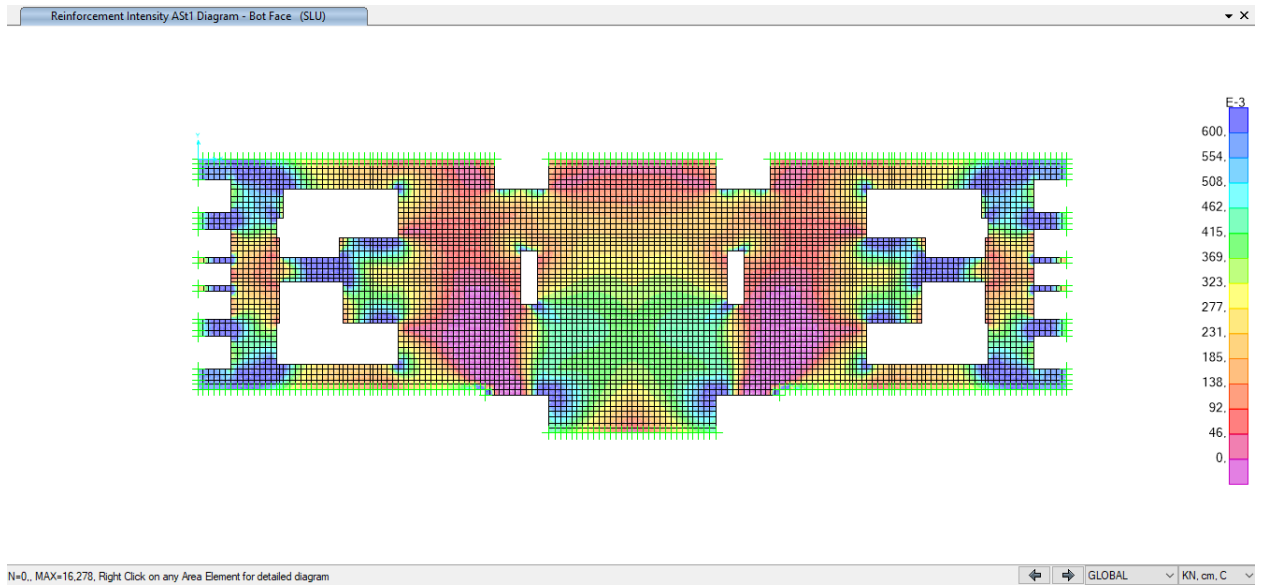 Reinforcement Intensity ASt1 Diagram - Bot Face (SLU)
E-3
600,
554,
508,
462,
415,
369,
323,
277,
231,
185,
138,
92,
46,
0,
N=0,, MAX=16,278, Right Click on any Area Element for detailed diagram
GLOBAL
KN, cm, C